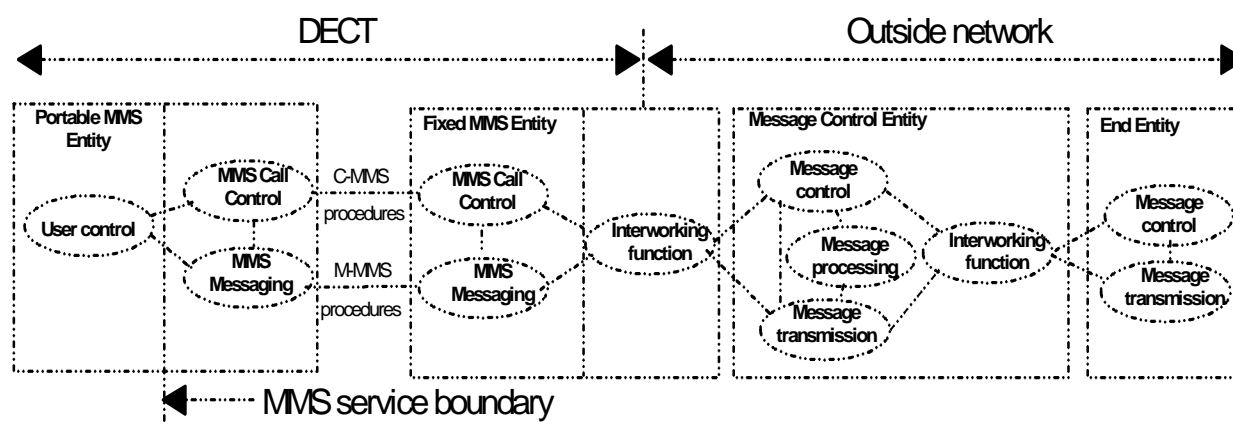 DECT
Outside network
Portable MMS
Entity
Fixed MMS Entity
Message Control Entity
End Entity
User control
MMS Call
Control
MMS
Messaging
C-MMS
procedures
M-MMS
procedures
MMS Call
Control
MMS
Messaging
Interworking
function
Message
control
Message
processing
Message
transmission
Interworking
function
Message
control
Message
transmission
MMS service boundary